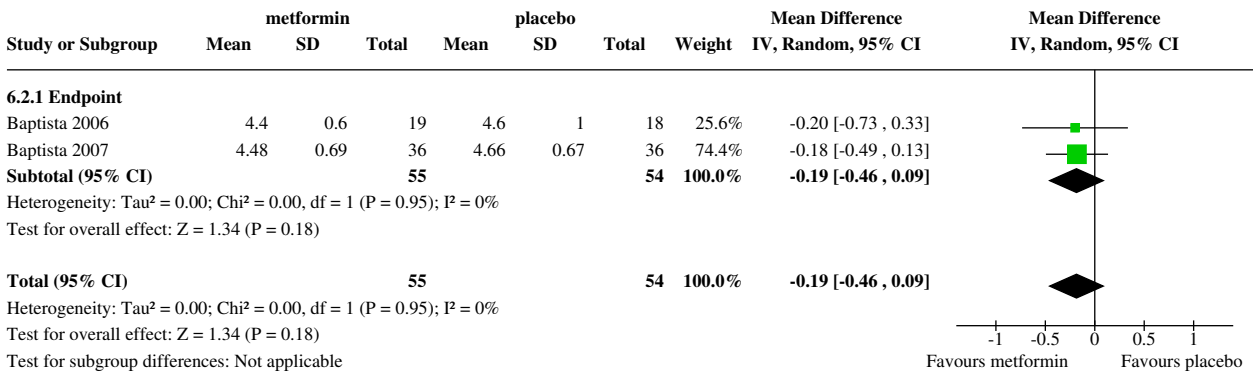 metformin placebo Mean Difference Mean Difference
Study or Subgroup Mean SD Total Mean SD Total Weight IV, Random, 95% CI IV, Random, 95% CI
6.2.1 Endpoint
Baptista 2006 4.4 0.6 19 4.6 1 18 25.6% -0.20 [-0.73 , 0.33]
Baptista 2007 4.48 0.69 36 4.66 0.67 36 74.4% -0.18 [-0.49 , 0.13]
Subtotal (95% CI) 55 54 100.0% -0.19 [-0.46 , 0.09]
Heterogeneity: Tau² = 0.00; Chi² = 0.00, df = 1 (P = 0.95); I² = 0%
Test for overall effect: Z = 1.34 (P = 0.18)
Total (95% CI) 55 54 100.0% -0.19 [-0.46 , 0.09]
Heterogeneity: Tau² = 0.00; Chi² = 0.00, df = 1 (P = 0.95); I² = 0%
Test for overall effect: Z = 1.34 (P = 0.18)
-1 -0.5 0 0.5 1
Test for subgroup differences: Not applicable
Favours metformin Favours placebo